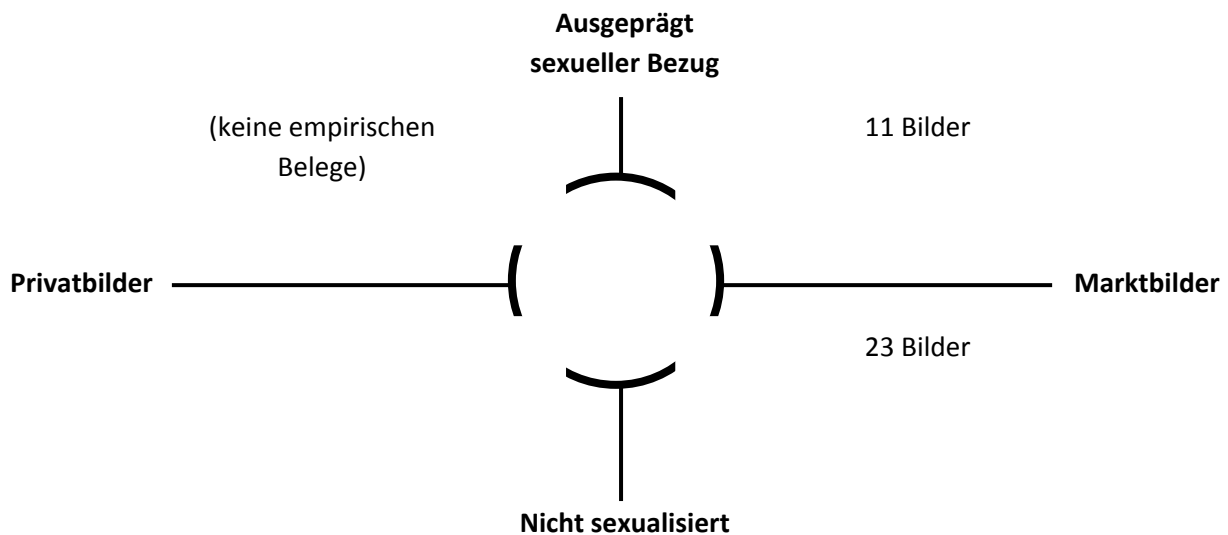 Ausgeprägt
sexueller Bezug
(keine empirischen
Belege)
11 Bilder
Privatbilder
Marktbilder
23 Bilder
Nicht sexualisiert